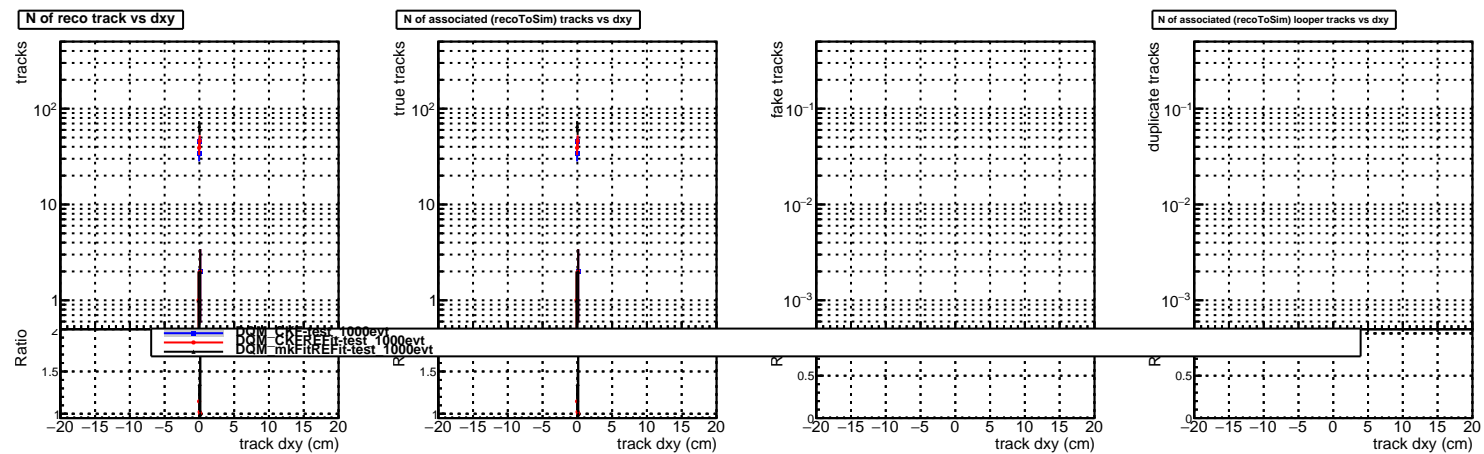 N of reco track vs dxy
tracks
10²
10
1
Ratio
2
1.5
1
−20 −15 −10 −5 0 5 10 15 20
track dxy (cm)
N of associated (recoToSim) tracks vs dxy
true tracks
10²
10
1
1.5
1
−20 −15 −10 −5 0 5 10 15 20
track dxy (cm)
fake tracks
10⁻¹
10⁻²
10⁻³
0.5
0
−20 −15 −10 −5 0 5 10 15 20
track dxy (cm)
N of associated (recoToSim) looper tracks vs dxy
duplicate tracks
10⁻¹
10⁻²
10⁻³
0.5
0
−20 −15 −10 −5 0 5 10 15 20
track dxy (cm)
DQM_CKF-test_1000evt
DQM_CKFREFit-test_1000evt
DQM_mkFitREFit-test_1000evt